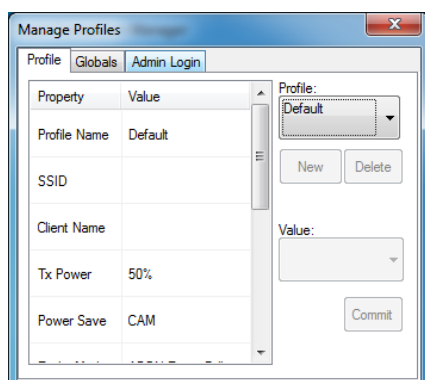 Manage Profiles
Profile Globals Admin Login
Property Value
Profile Name Default
SSID
Client Name
Tx Power 50%
Power Save CAM
Profile:
Default
New Delete
Value:
Commit